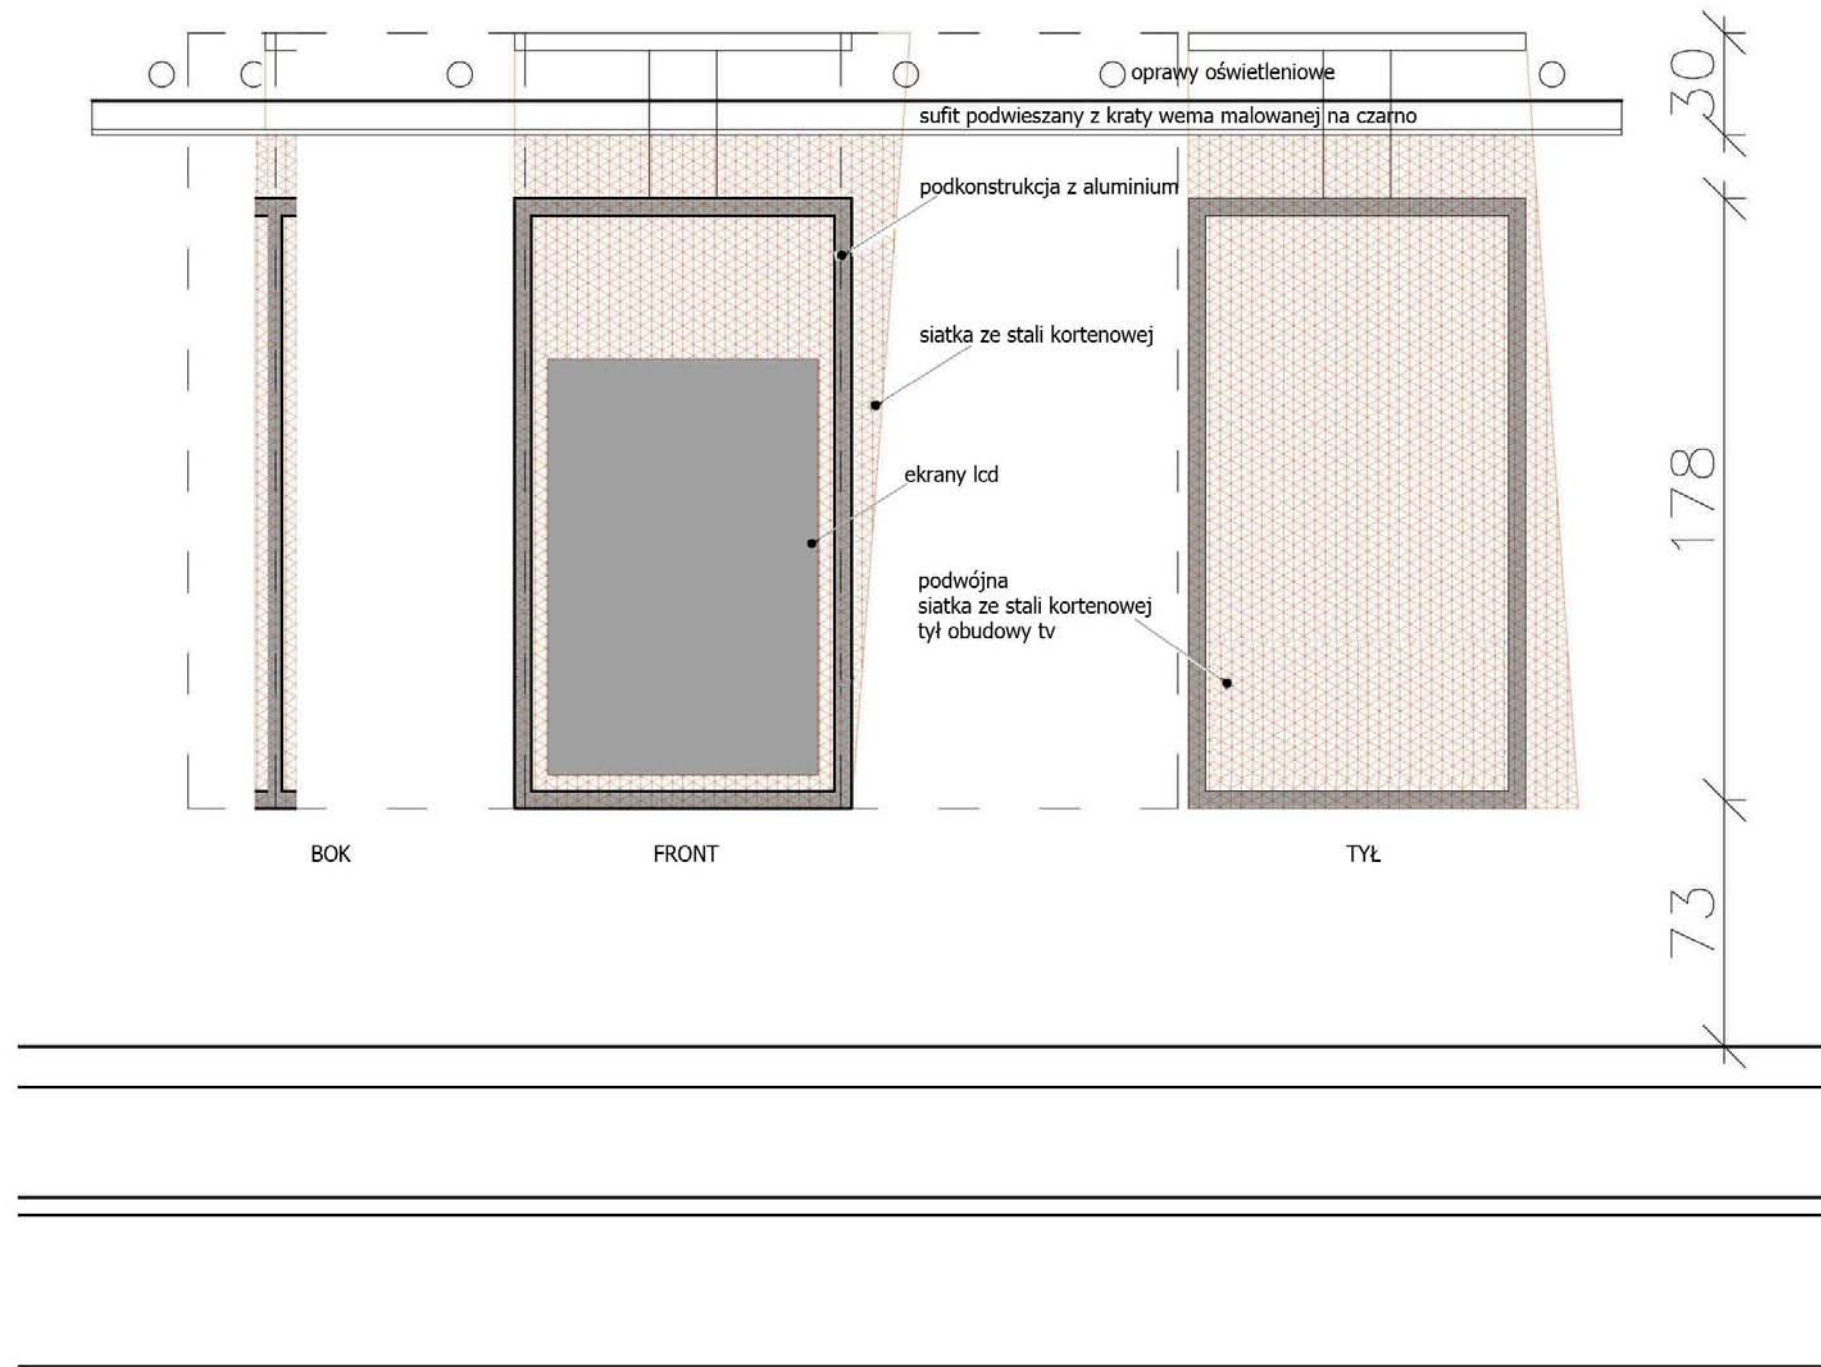 oprawy oświetleniowe
30
sufit podwieszany z kraty wema malowanej na czarno
podkonstrukcja z aluminium
siatka ze stali kortenowej
ekrany lcd
178
podwójna
siatka ze stali kortenowej
tył obudowy tv
BOK
FRONT
TYŁ
73